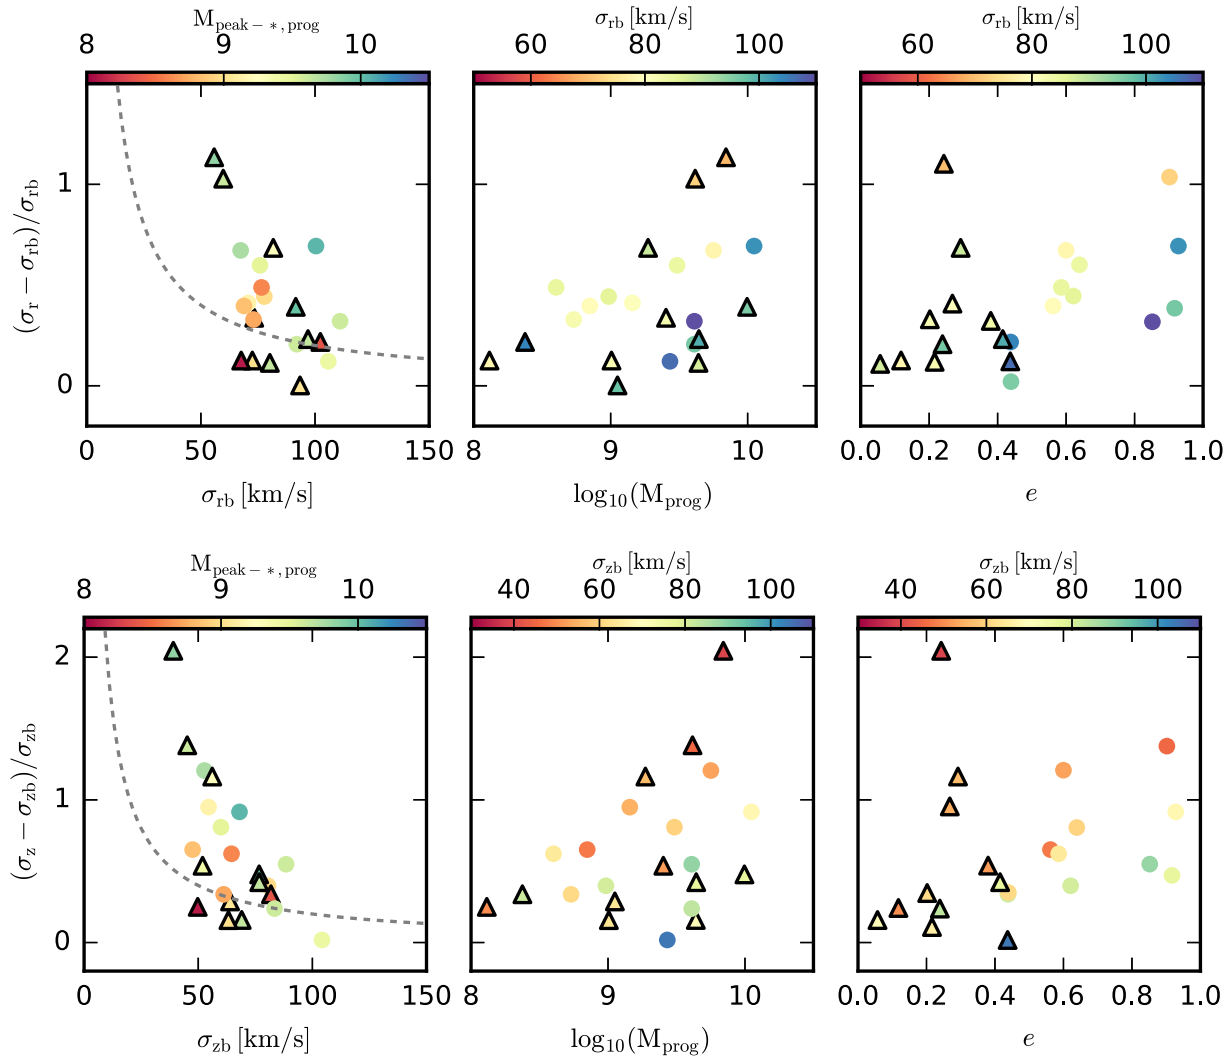 M_peak−*,prog
8 9 10
σ_rb [km/s]
60 80 100
σ_rb [km/s]
60 80 100
(σ_r − σ_rb)/σ_rb
1
0
0 50 100 150
8 9 10
0.0 0.2 0.4 0.6 0.8 1.0
σ_rb [km/s]
log₁₀(M_prog)
e
M_peak−*,prog
8 9 10
σ_zb [km/s]
40 60 80 100
σ_zb [km/s]
40 60 80 100
(σ_z − σ_zb)/σ_zb
2
1
0
0 50 100 150
8 9 10
0.0 0.2 0.4 0.6 0.8 1.0
σ_zb [km/s]
log₁₀(M_prog)
e